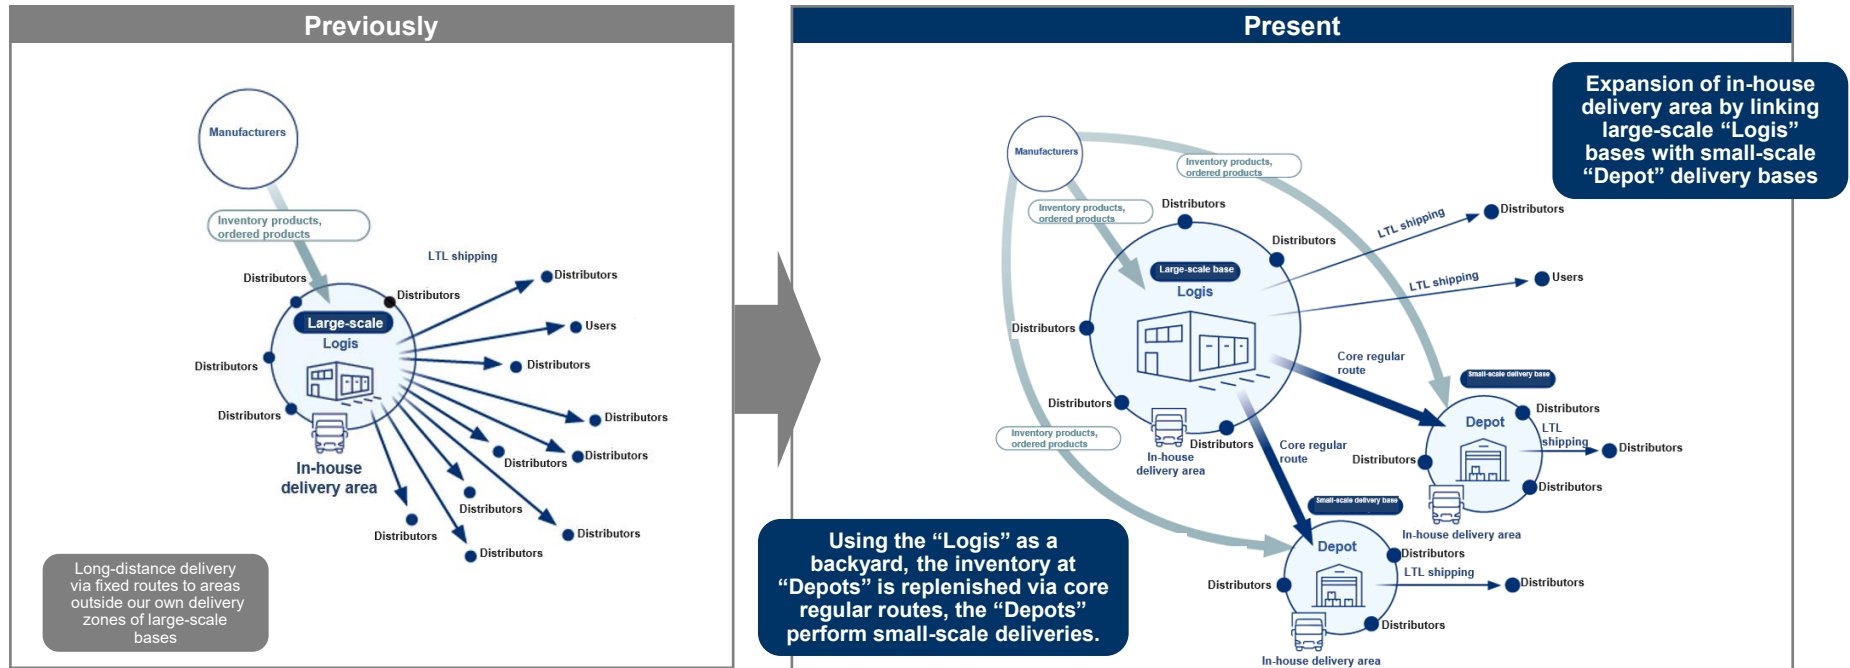 Previously
Manufacturers
Inventory products,
ordered products
LTL shipping
Distributors
Distributors
Distributors
Large-scale
Logis
Users
Distributors
Distributors
Distributors
Distributors
Distributors
Distributors
In-house
delivery area
Distributors
Distributors
Distributors
Distributors
Long-distance delivery
via fixed routes to areas
outside our own delivery
zones of large-scale
bases
Present
Expansion of in-house
delivery area by linking
large-scale “Logis”
bases with small-scale
“Depot” delivery bases
Manufacturers
Inventory products,
ordered products
Inventory products,
ordered products
Distributors
Distributors
LTL shipping
Distributors
Large-scale base
Logis
LTL shipping
Users
Distributors
Core regular
route
Small-scale delivery base
Distributors
Distributors
Depot
LTL
shipping
Distributors
Inventory products,
ordered products
Distributors
In-house
delivery area
Core regular
route
Distributors
Distributors
Small-scale delivery base
In-house delivery area
Using the “Logis” as a
backyard, the inventory at
“Depots” is replenished via core
regular routes, the “Depots”
perform small-scale deliveries.
Depot
Distributors
LTL shipping
Distributors
Distributors
Distributors
In-house delivery area